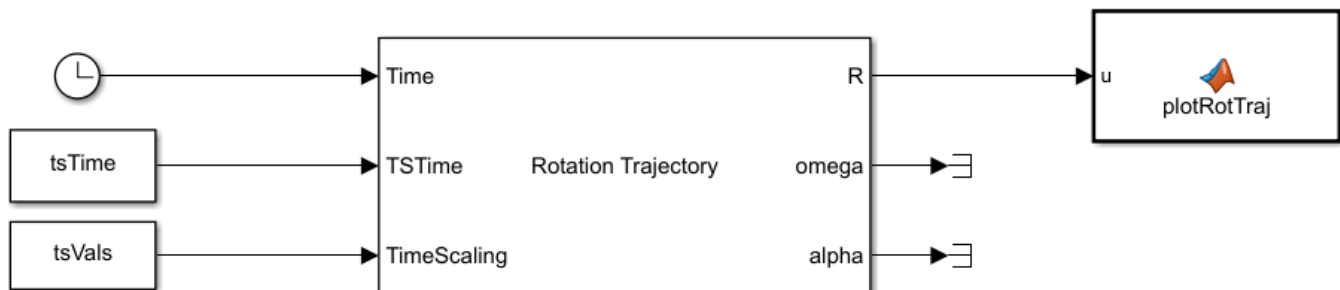 Time
R
u
plotRotTraj
tsTime
TSTime
Rotation Trajectory
omega
tsVals
TimeScaling
alpha